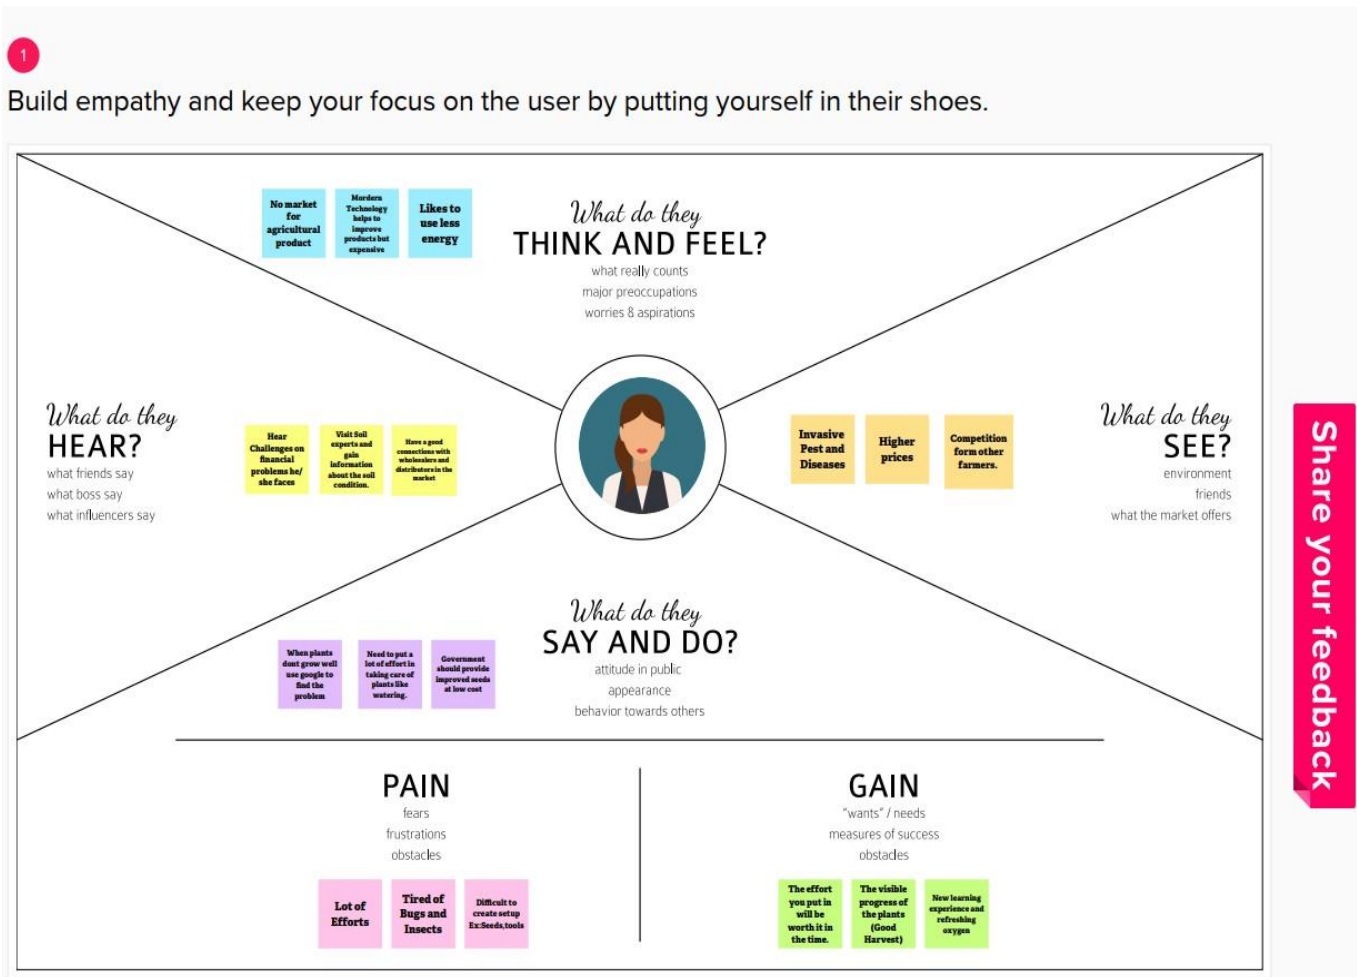 1
Build empathy and keep your focus on the user by putting yourself in their shoes.
No market
for
agricultural
product
Mordern
Technology
helps to
improve
products but
expensive
Likes to
use less
energy
What do they
THINK AND FEEL?
what really counts
major preoccupations
worries & aspirations
What do they
HEAR?
what friends say
what boss say
what influencers say
Hear
Challenges on
financial
problems he/
she faces
Visit Soil
experts and
gain
information
about the soil
condition.
Have a good
connections with
wholesalers and
distributors in the
market
Invasive
Pest and
Diseases
Higher
prices
Competition
form other
farmers.
What do they
SEE?
environment
friends
what the market offers
What do they
SAY AND DO?
attitude in public
appearance
behavior towards others
When plants
dont grow well
use google to
find the
problem
Need to put a
lot of effort in
taking care of
plants like
watering.
Government
should provide
improved seeds
at low cost
PAIN
fears
frustrations
obstacles
Lot of
Efforts
Tired of
Bugs and
Insects
Difficult to
create setup
Ex:Seeds,tools
GAIN
"wants" / needs
measures of success
obstacles
The effort
you put in
will be
worth it in
the time.
The visible
progress of
the plants
(Good
Harvest)
New learning
experience and
refreshing
oxygen
Share your feedback